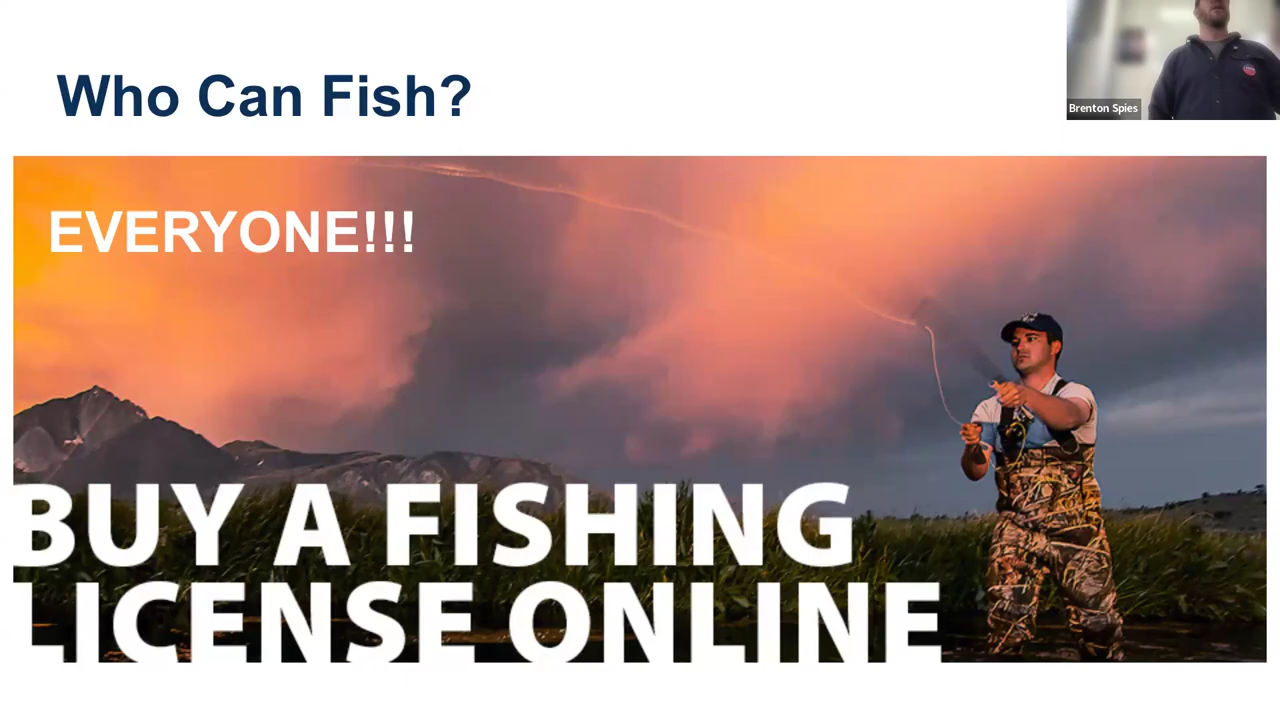 Who Can Fish?
Brenton Spies
EVERYONE!!!
BUY A FISHING
LICENSE ONLINE